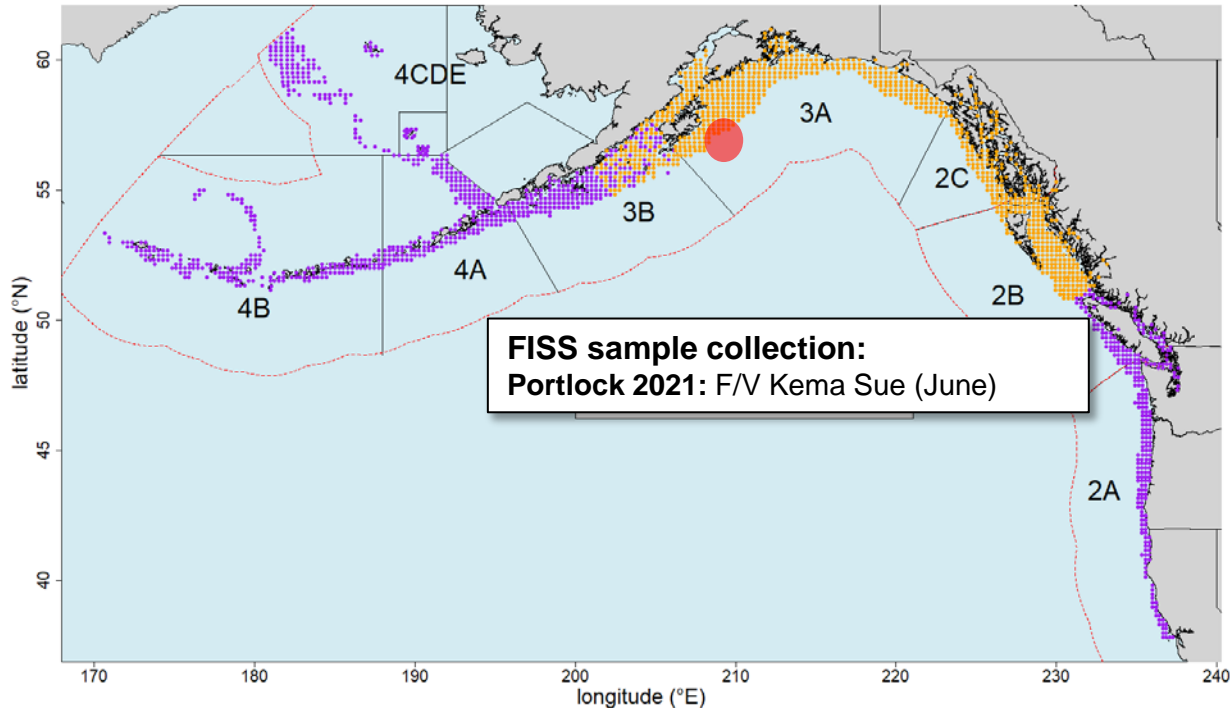 60
55
50
45
40
latitude (°N)
4CDE
3A
2C
3B
4A
4B
2B
2A
FISS sample collection:
Portlock 2021: F/V Kema Sue (June)
170
180
190
200
210
220
230
240
longitude (°E)